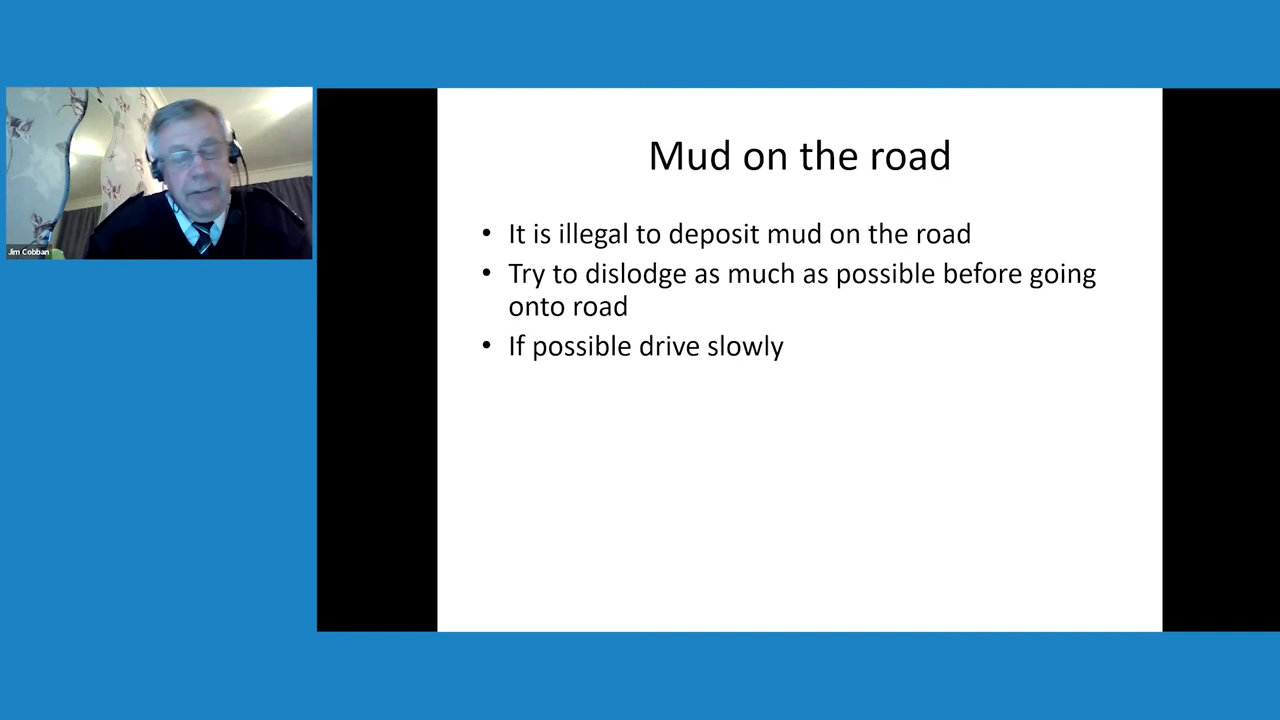 Mud on the road
• It is illegal to deposit mud on the road
• Try to dislodge as much as possible before going
onto road
• If possible drive slowly
Jim Cobban